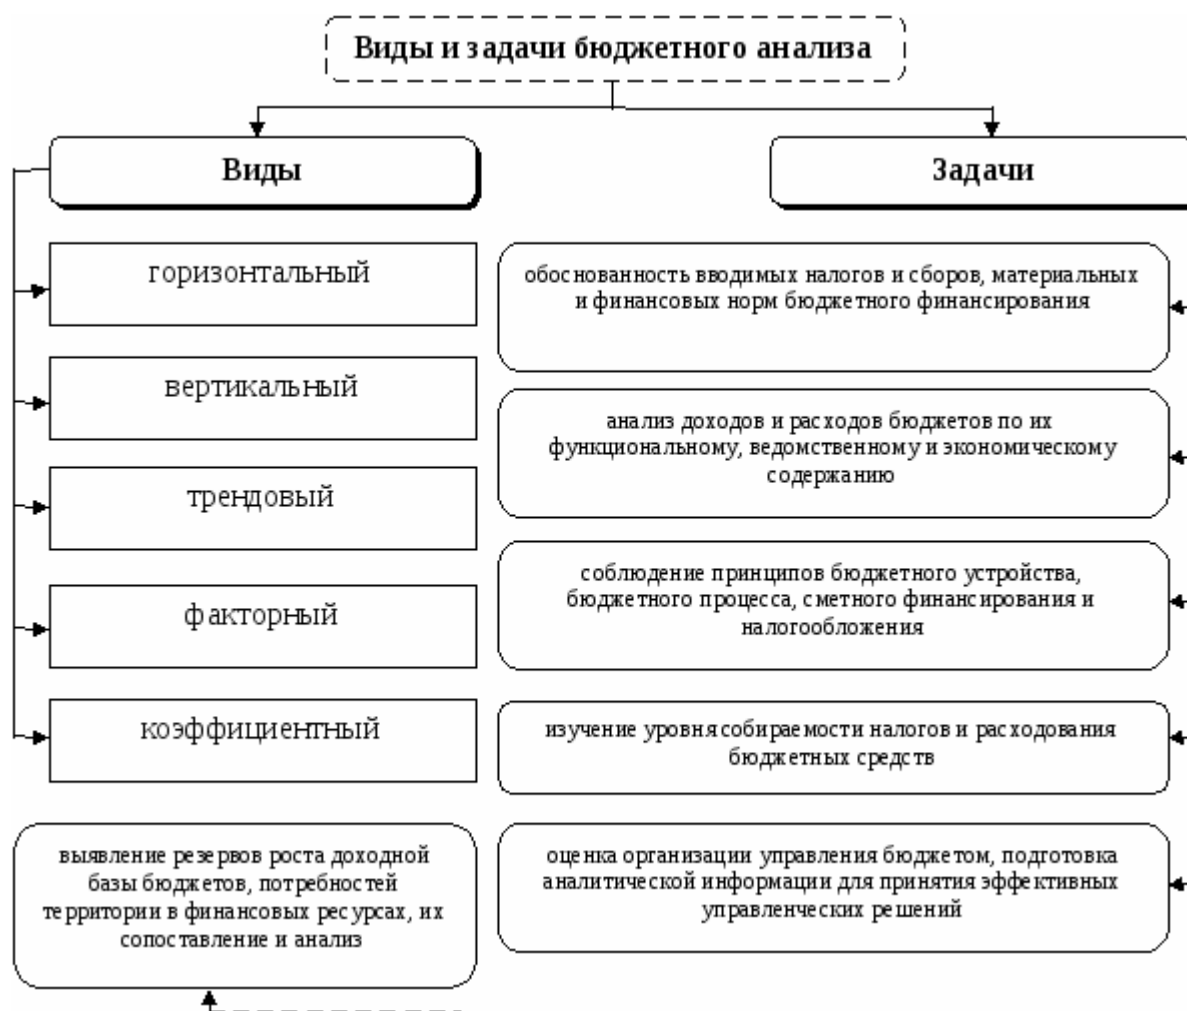 Виды и задачи бюджетного анализа
Виды
Задачи
горизонтальный
вертикальный
трендовый
факторный
коэффициентный
обоснованность вводимых налогов и сборов, материальных
и финансовых норм бюджетного финансирования
анализ доходов и расходов бюджетов по их
функциональному, ведомственному и экономическому
содержанию
соблюдение принципов бюджетного устройства,
бюджетного процесса, сметного финансирования и
налогообложения
изучение уровня собираемости налогов и расходования
бюджетных средств
выявление резервов роста доходной
базы бюджетов, потребностей
территории в финансовых ресурсах, их
сопоставление и анализ
оценка организации управления бюджетом, подготовка
аналитической информации для принятия эффективных
управленческих решений